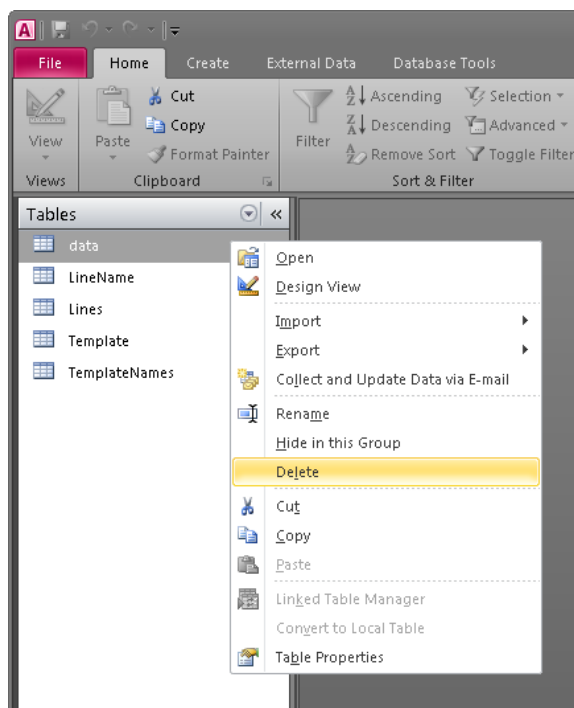 A
File Home Create External Data Database Tools
View Paste Cut Filter Ascending Selection
Copy Descending Advanced
Format Painter Remove Sort Toggle Filter
Views Clipboard Sort & Filter
Tables
data
LineName
Lines
Template
TemplateNames
Open
Design View
Import
Export
Collect and Update Data via E-mail
Rename
Hide in this Group
Delete
Cut
Copy
Paste
Linked Table Manager
Convert to Local Table
Table Properties